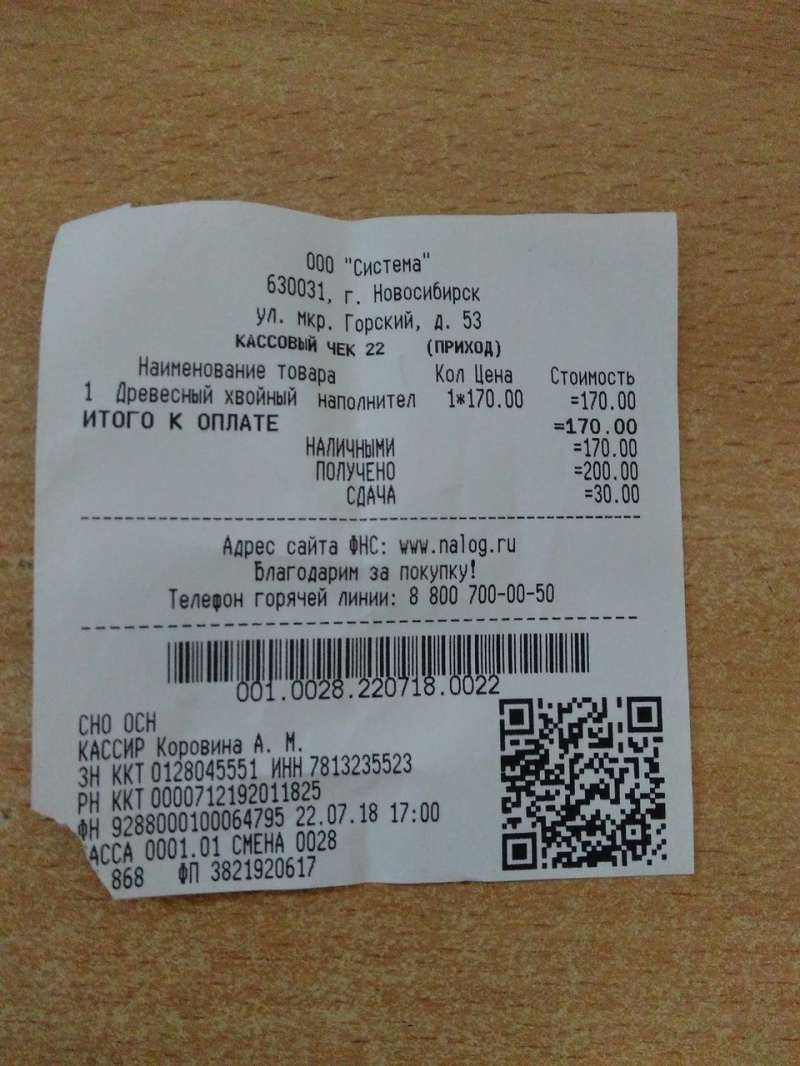 ООО "Система"
630031, г. Новосибирск
ул. мкр. Горский, д. 53
КАССОВЫЙ ЧЕК 22 (ПРИХОД)
Наименование товара Кол Цена Стоимость
1 Древесный хвойный наполнител 1*170.00 =170.00
ИТОГО К ОПЛАТЕ =170.00
НАЛИЧНЫМИ =170.00
ПОЛУЧЕНО =200.00
СДАЧА =30.00
Адрес сайта ФНС: www.nalog.ru
Благодарим за покупку!
Телефон горячей линии: 8 800 700-00-50
001.0028.220718.0022
СНО ОСН
КАССИР Коровина А. М.
ЗН ККТ 0128045551 ИНН 7813235523
РН ККТ 0000712192011825
ФН 9288000100064795 22.07.18 17:00
АССА 0001.01 СМЕНА 0028
868 ФП 3821920617